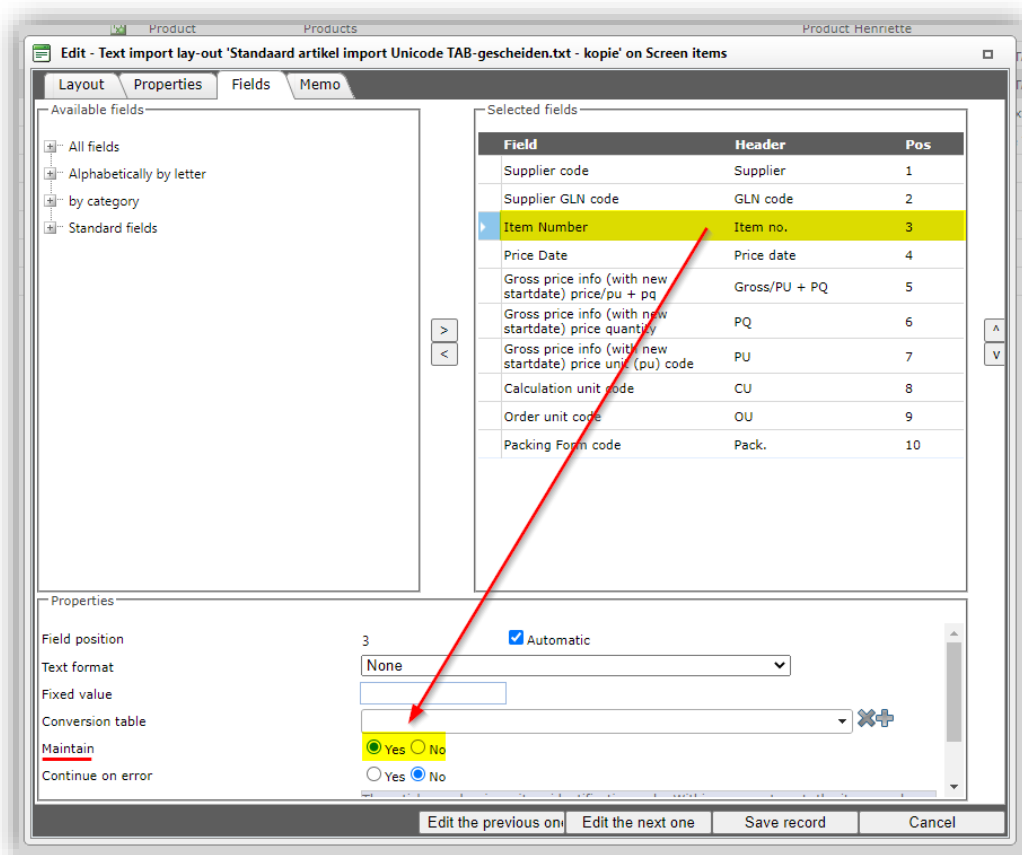 Product Products Product Henriette
Edit - Text import lay-out 'Standaard artikel import Unicode TAB-gescheiden.txt - kopie' on Screen items
Layout Properties Fields Memo
Available fields
All fields
Alphabetically by letter
by category
Standard fields
>
<
Selected fields
Field Header Pos
Supplier code Supplier 1
Supplier GLN code GLN code 2
Item Number Item no. 3
Price Date Price date 4
Gross price info (with new
startdate) price/pu + pq Gross/PU + PQ 5
Gross price info (with new
startdate) price quantity PQ 6
Gross price info (with new
startdate) price unit (pu) code PU 7
Calculation unit code CU 8
Order unit code OU 9
Packing Form code Pack. 10
Properties
Field position 3 Automatic
Text format None
Fixed value
Conversion table
Maintain Yes No
Continue on error Yes No
Edit the previous on Edit the next one Save record Cancel